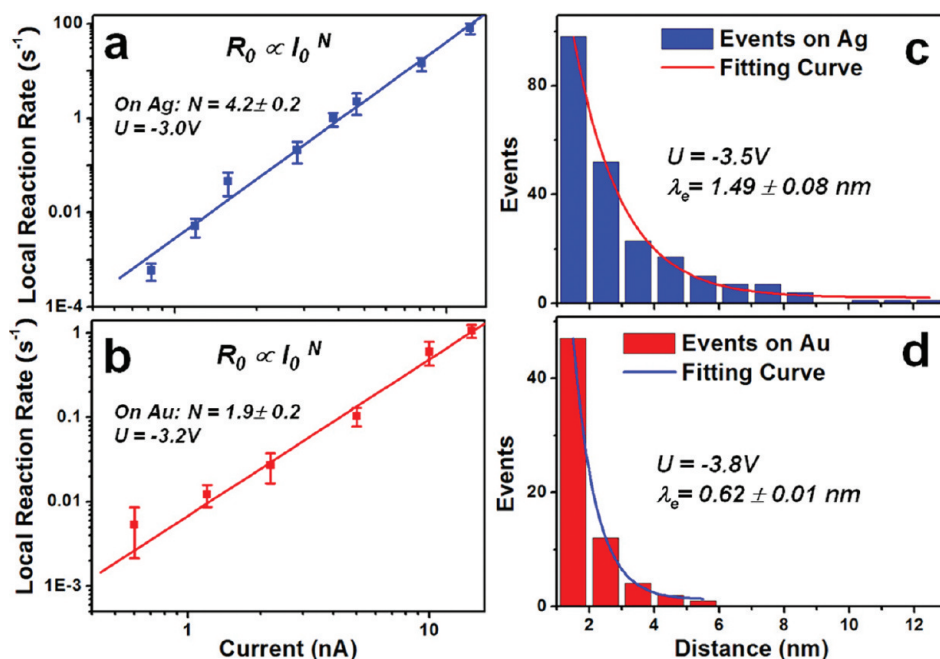 a
R₀ ∝ I₀ ᴺ
On Ag: N = 4.2± 0.2
U = -3.0V
Local Reaction Rate (s⁻¹)
100
1
0.01
1E-4
b
R₀ ∝ I₀ ᴺ
On Au: N = 1.9± 0.2
U = -3.2V
Local Reaction Rate (s⁻¹)
1
0.1
0.01
1E-3
1
10
Current (nA)
c
Events on Ag
Fitting Curve
U = -3.5V
λₑ= 1.49 ± 0.08 nm
Events
80
40
0
d
Events on Au
Fitting Curve
U = -3.8V
λₑ= 0.62 ± 0.01 nm
Events
40
20
0
2
4
6
8
10
12
Distance (nm)